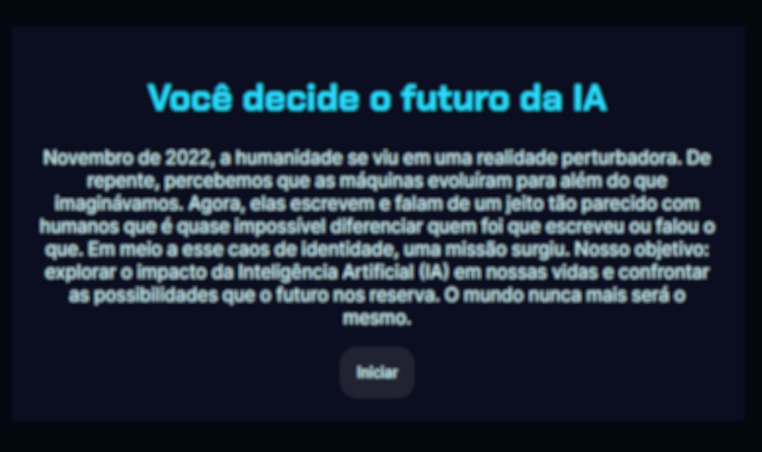 Você decide o futuro da IA
Novembro de 2022, a humanidade se viu em uma realidade perturbadora. De
repente, percebemos que as máquinas evoluíram para além do que
imaginávamos. Agora, elas escrevem e falam de um jeito tão parecido com
humanos que é quase impossível diferenciar quem foi que escreveu ou falou o
que. Em meio a esse caos de identidade, uma missão surgiu. Nosso objetivo:
explorar o impacto da Inteligência Artificial (IA) em nossas vidas e confrontar
as possibilidades que o futuro nos reserva. O mundo nunca mais será o
mesmo.
Iniciar